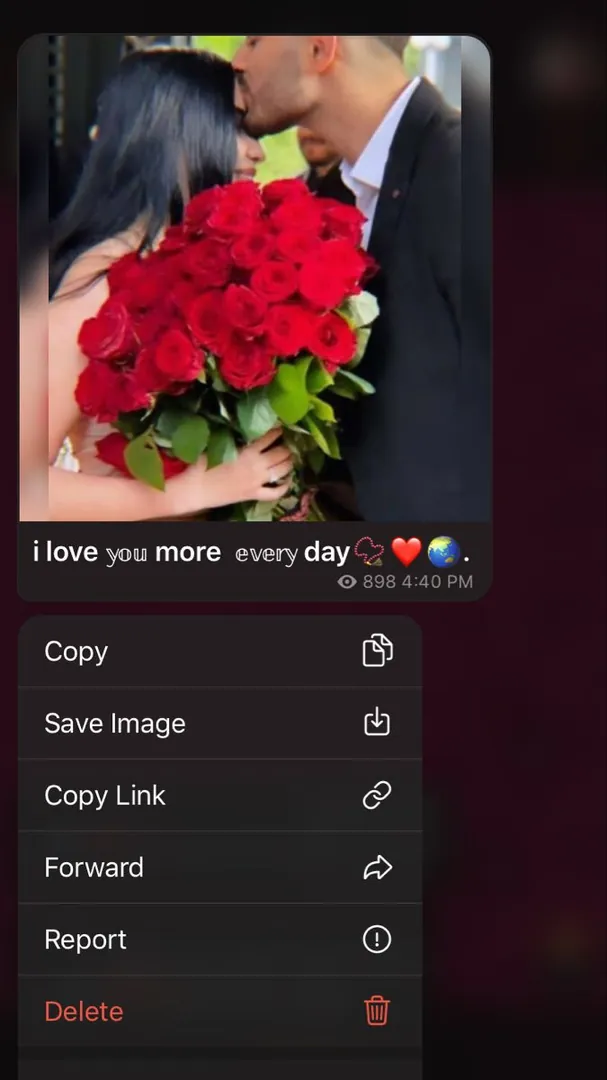 i love 𝕪𝕠𝕦 more 𝕖𝕧𝕖𝕣𝕪 day📿❤️🌏.
898 4:40 PM
Copy
Save Image
Copy Link
Forward
Report
Delete